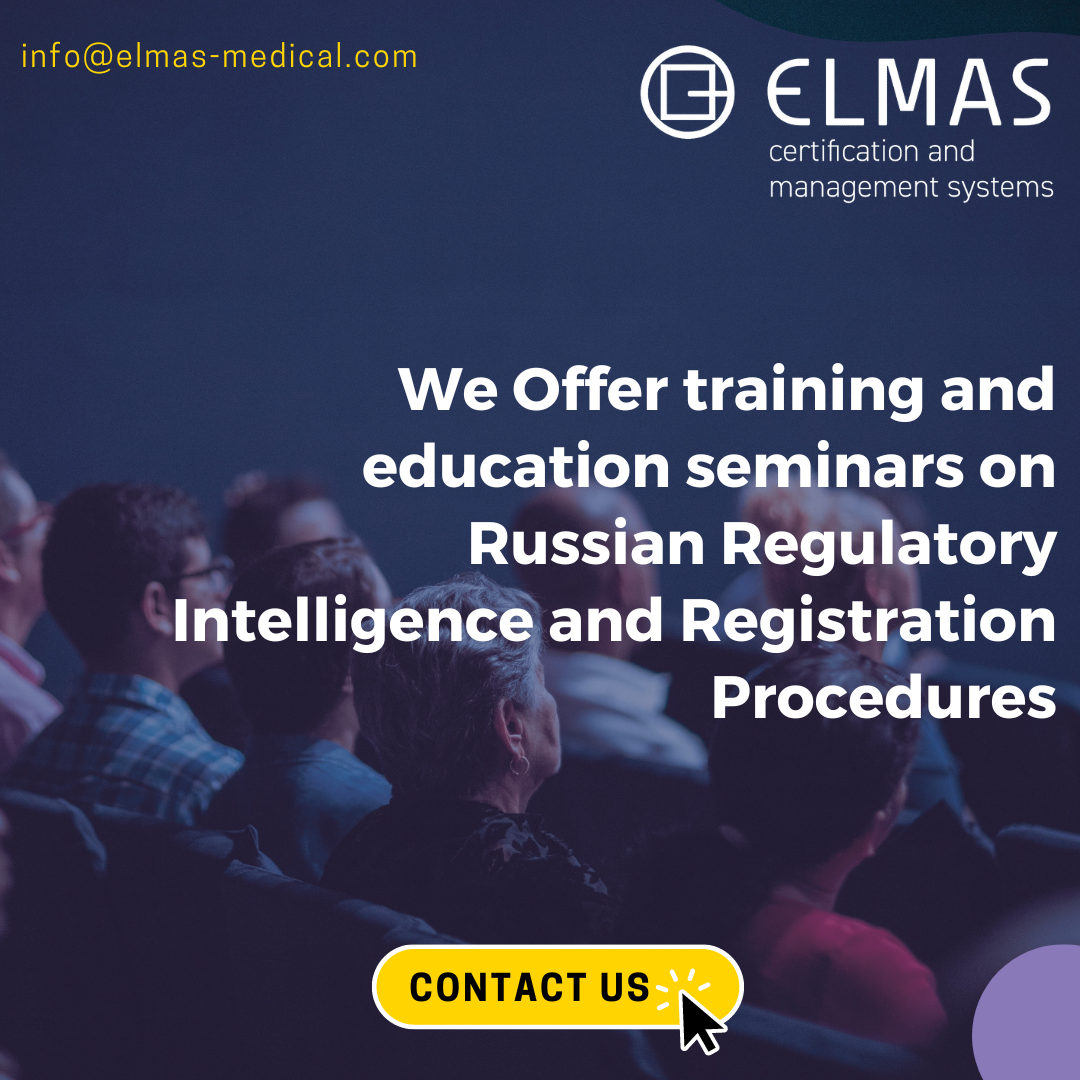 info@elmas-medical.com
ELMAS
certification and
management systems
We Offer training and
education seminars on
Russian Regulatory
Intelligence and Registration
Procedures
CONTACT US